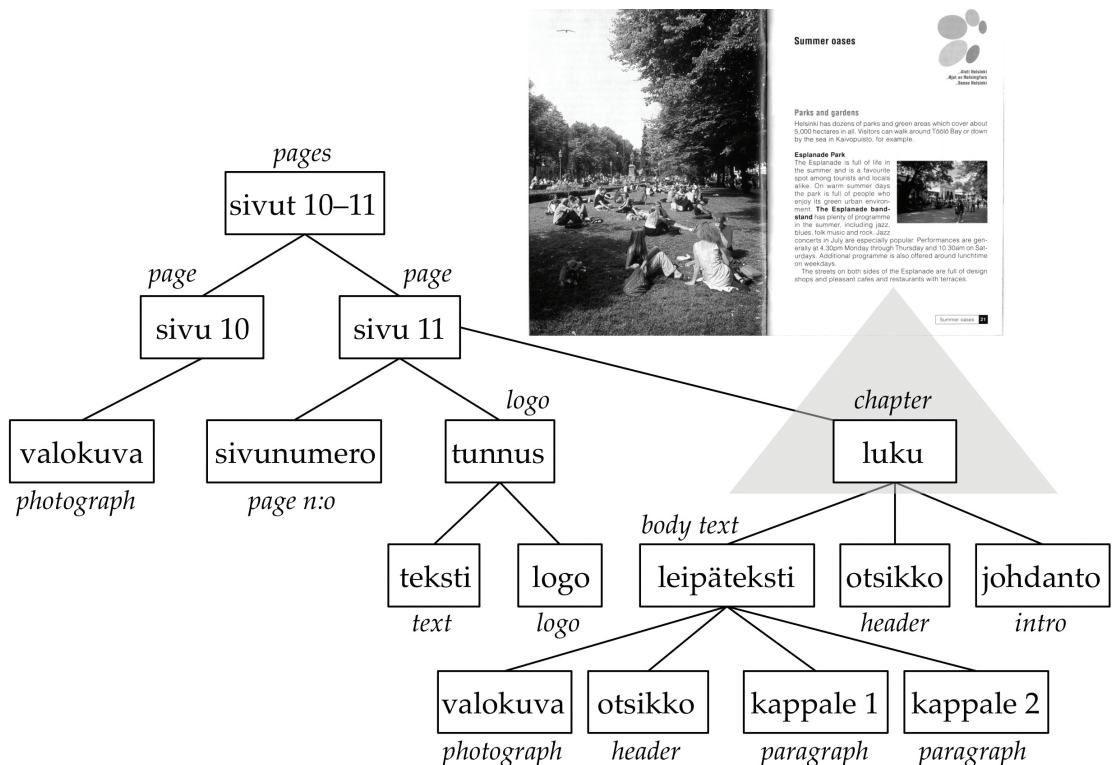 Summer oases
...Aisti Helsinki
...Njut av Helsingfors
...Sense Helsinki
Parks and gardens
Helsinki has dozens of parks and green areas which cover about
5,000 hectares in all. Visitors can walk around Töölö Bay or down
by the sea in Kaivopuisto, for example.
Esplanade Park
The Esplanade is full of life in
the summer and is a favourite
spot among tourists and locals
alike. On warm summer days
the park is full of people who
enjoy its green urban environ-
ment. The Esplanade band-
stand has plenty of programme
in the summer, including jazz,
blues, folk music and rock. Jazz
concerts in July are especially popular. Performances are gen-
erally at 4.30pm Monday through Thursday and 10.30am on Sat-
urdays. Additional programme is also offered around lunchtime
on weekdays.
The streets on both sides of the Esplanade are full of design
shops and pleasant cafes and restaurants with terraces.
Summer oases 21
pages
sivut 10–11
page page
sivu 10 sivu 11
logo chapter
valokuva sivunumero tunnus luku
photograph page n:o
body text
teksti logo leipäteksti otsikko johdanto
text logo header intro
valokuva otsikko kappale 1 kappale 2
photograph header paragraph paragraph